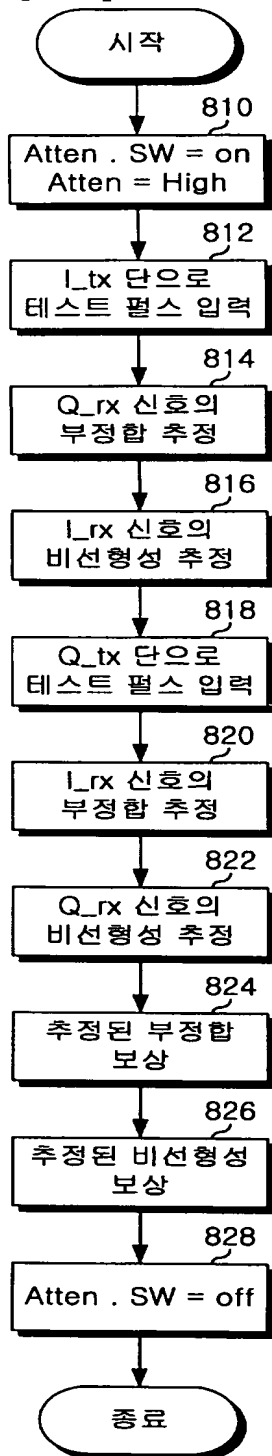 시작
810
Atten . SW = on
Atten = High
812
I_tx 단으로
테스트 펄스 입력
814
Q_rx 신호의
부정합 추정
816
I_rx 신호의
비선형성 추정
818
Q_tx 단으로
테스트 펄스 입력
820
I_rx 신호의
부정합 추정
822
Q_rx 신호의
비선형성 추정
824
추정된 부정합
보상
826
추정된 비선형성
보상
828
Atten . SW = off
종료